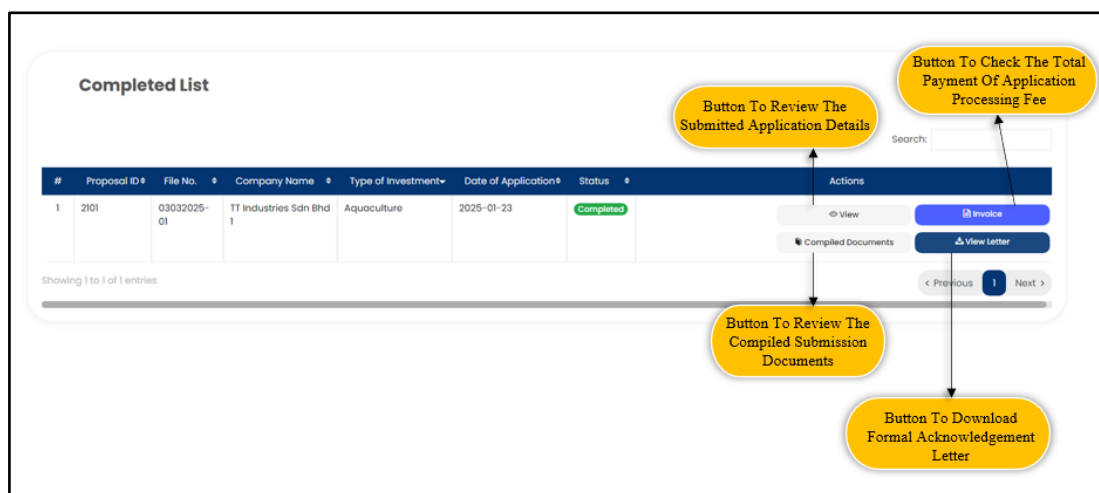 Button To Check The Total
Payment Of Application
Processing Fee
Completed List
Button To Review The
Submitted Application Details
Search:
# Proposal ID File No. Company Name Type of Investment Date of Application Status Actions
1 2101 03032025-01 TT Industries Sdn Bhd 1 Aquaculture 2025-01-23 Completed View Invoice
Compiled Documents View Letter
Showing 1 to 1 of 1 entries
‹ Previous 1 Next ›
Button To Review The
Compiled Submission
Documents
Button To Download
Formal Acknowledgement
Letter